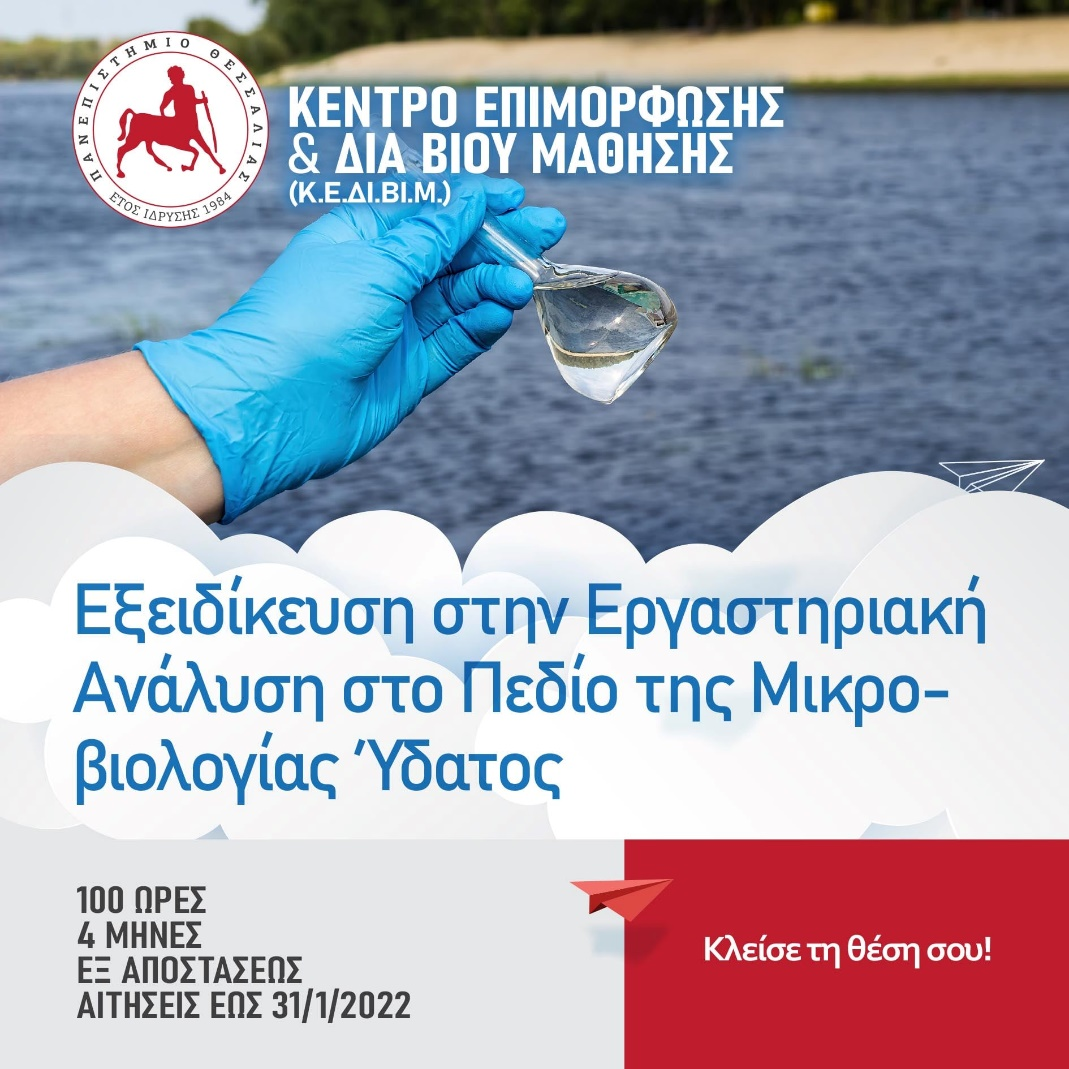 ΠΑΝΕΠΙΣΤΗΜΙΟ ΘΕΣΣΑΛΙΑΣ
ΕΤΟΣ ΙΔΡΥΣΗΣ 1984
ΚΕΝΤΡΟ ΕΠΙΜΟΡΦΩΣΗΣ
& ΔΙΑ ΒΙΟΥ ΜΑΘΗΣΗΣ
(Κ.Ε.ΔΙ.ΒΙ.Μ.)
Εξειδίκευση στην Εργαστηριακή
Ανάλυση στο Πεδίο της Μικρο-
βιολογίας Ύδατος
100 ΩΡΕΣ
4 ΜΗΝΕΣ
ΕΞ ΑΠΟΣΤΑΣΕΩΣ
ΑΙΤΗΣΕΙΣ ΕΩΣ 31/1/2022
Κλείσε τη θέση σου!